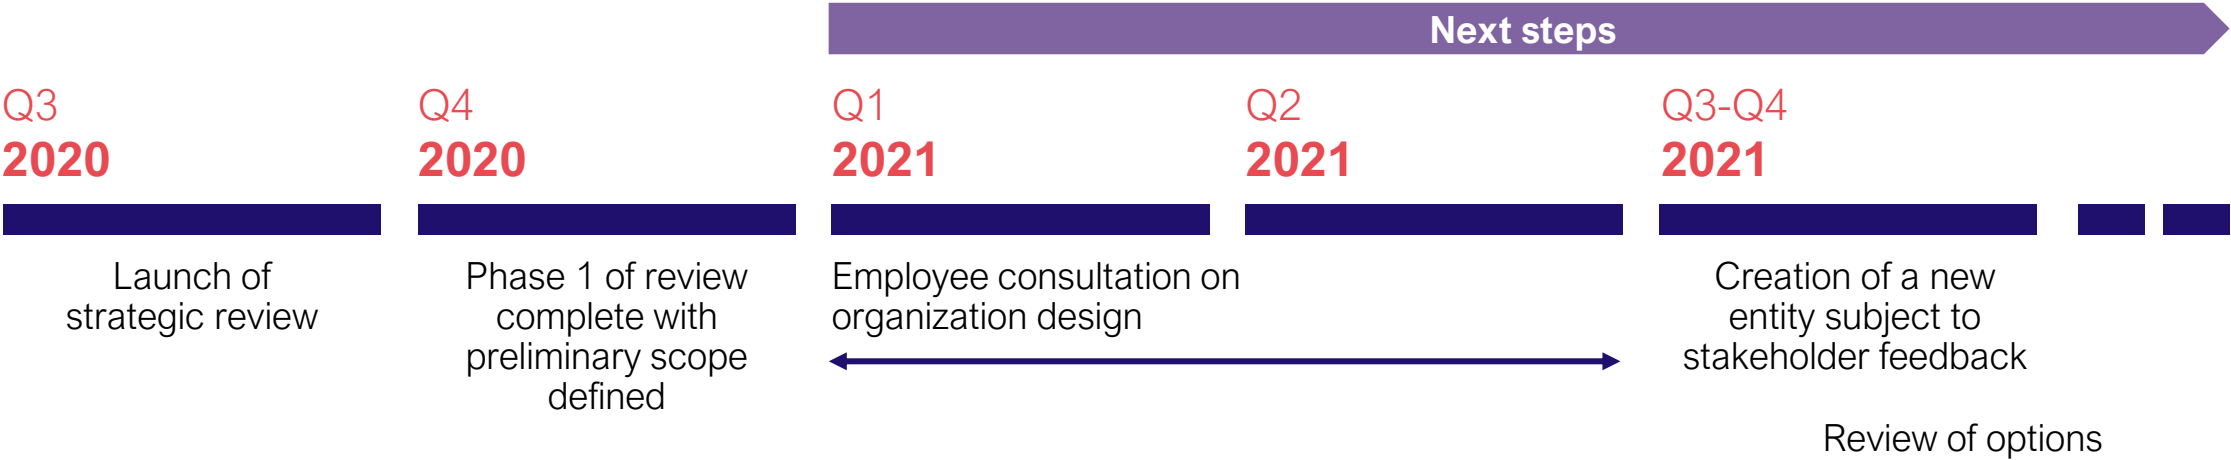 Next steps
Q3
2020
Q4
2020
Q1
2021
Q2
2021
Q3-Q4
2021
Launch of
strategic review
Phase 1 of review
complete with
preliminary scope
defined
Employee consultation on
organization design
Creation of a new
entity subject to
stakeholder feedback
Review of options